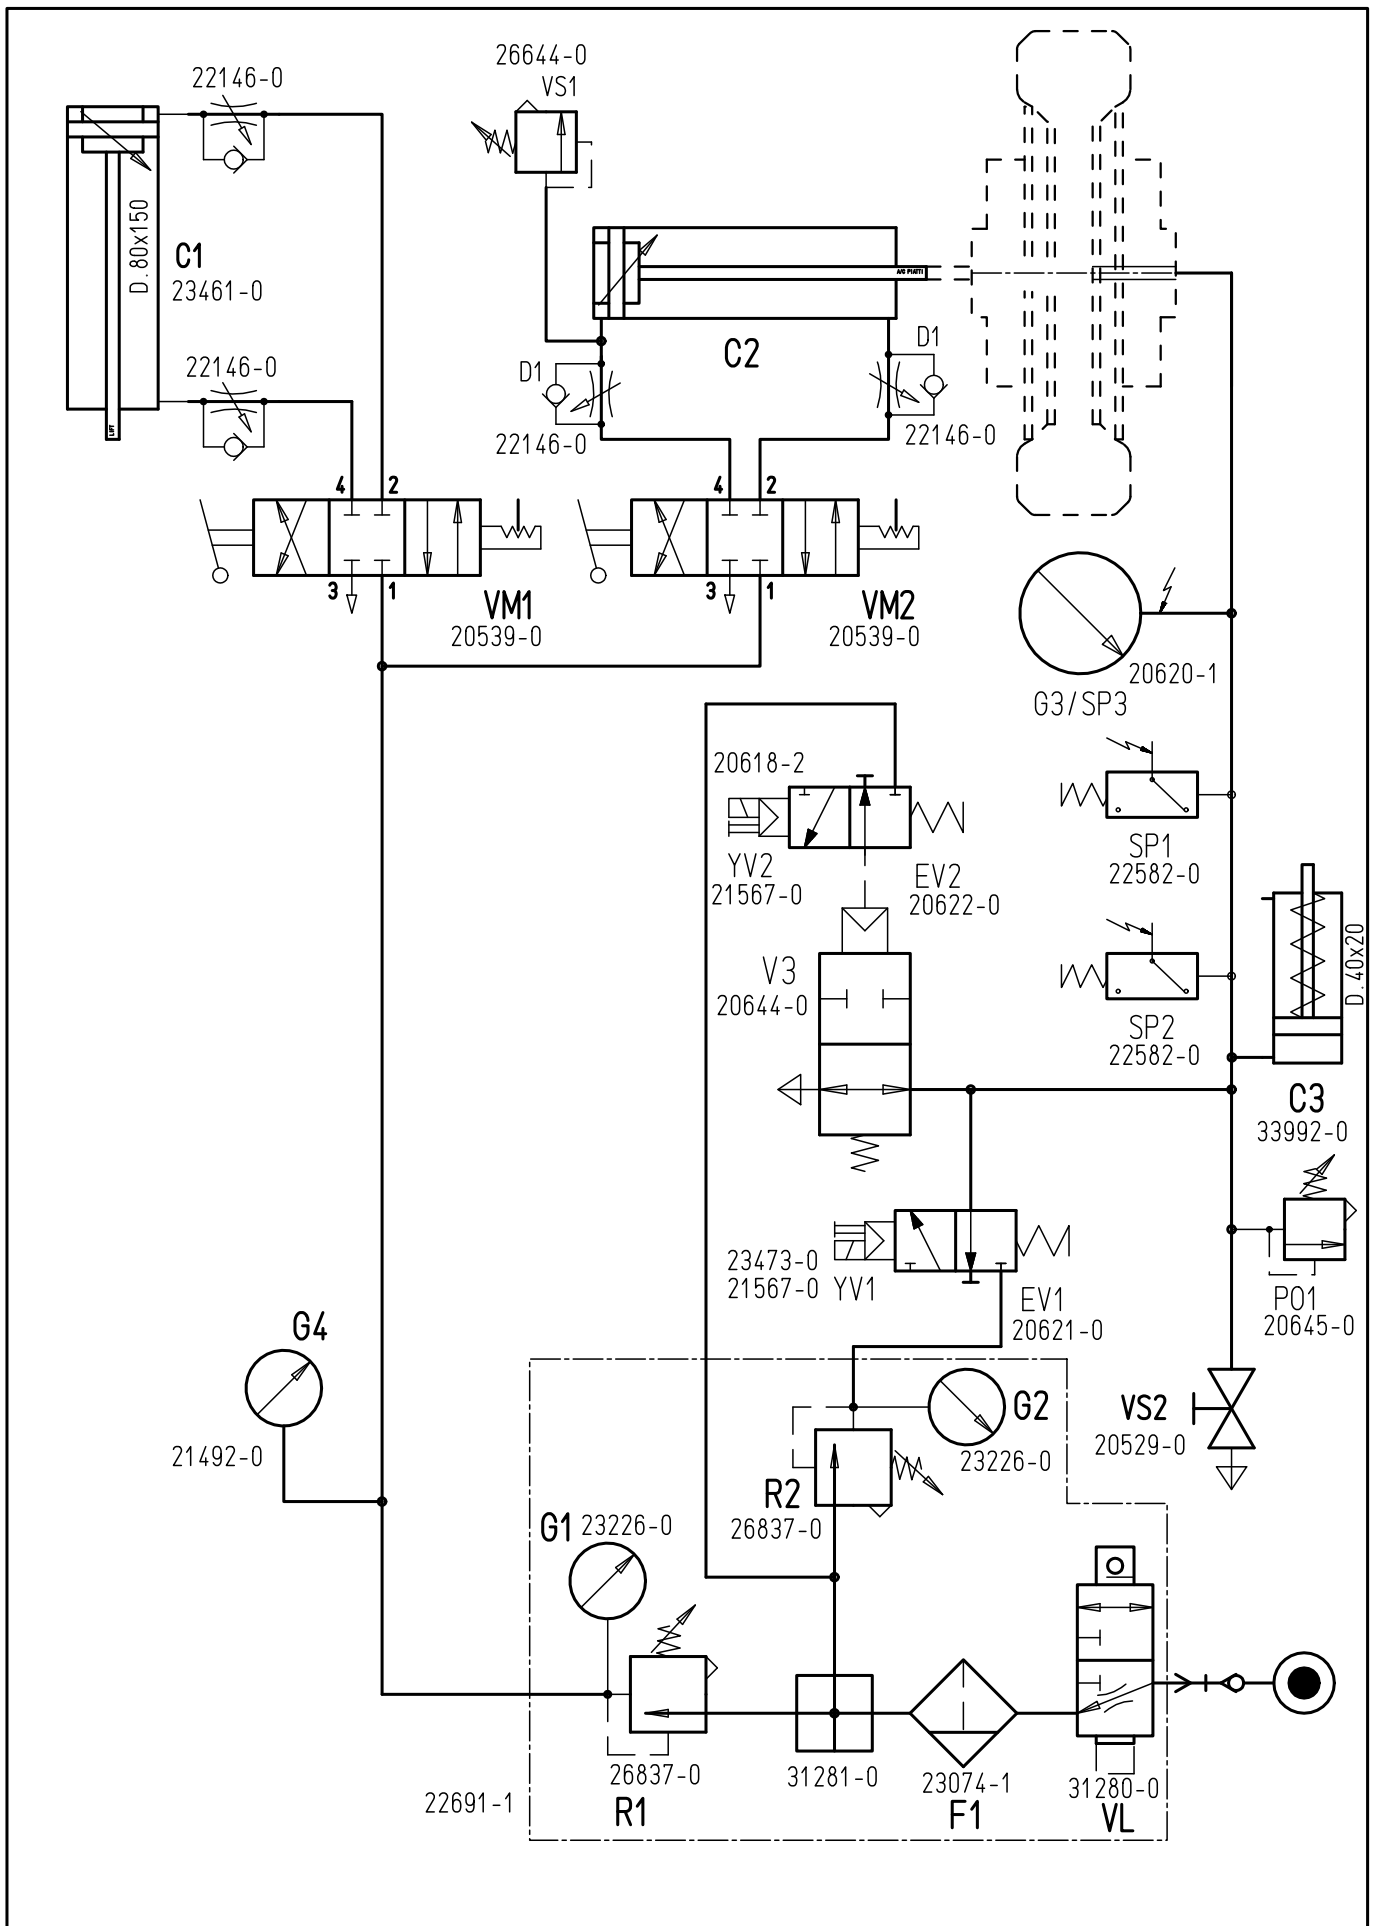 26644-0
VS1
22146-0
D.80x150
C1
23461-0
A/C PIATTI
C2
D1
D1
22146-0
22146-0
22146-0
LIFT
4
2
4
2
3
1
3
1
VM1
20539-0
VM2
20539-0
20620-1
G3/SP3
20618-2
YV2
21567-0
EV2
20622-0
SP1
22582-0
V3
20644-0
D.40x20
SP2
22582-0
C3
33992-0
23473-0
21567-0
YV1
EV1
20621-0
PO1
20645-0
G4
21492-0
G2
23226-0
VS2
20529-0
R2
26837-0
G1
23226-0
26837-0
R1
31281-0
23074-1
F1
31280-0
VL
22691-1